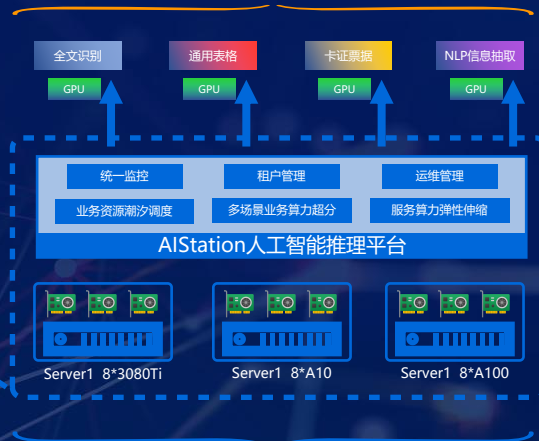 全文识别 通用表格 卡证票据 NLP信息抽取
GPU GPU GPU GPU
统一监控 租户管理 运维管理
业务资源潮汐调度 多场景业务算力超分 服务算力弹性伸缩
AIStation人工智能推理平台
Server1 8*3080Ti Server1 8*A10 Server1 8*A100